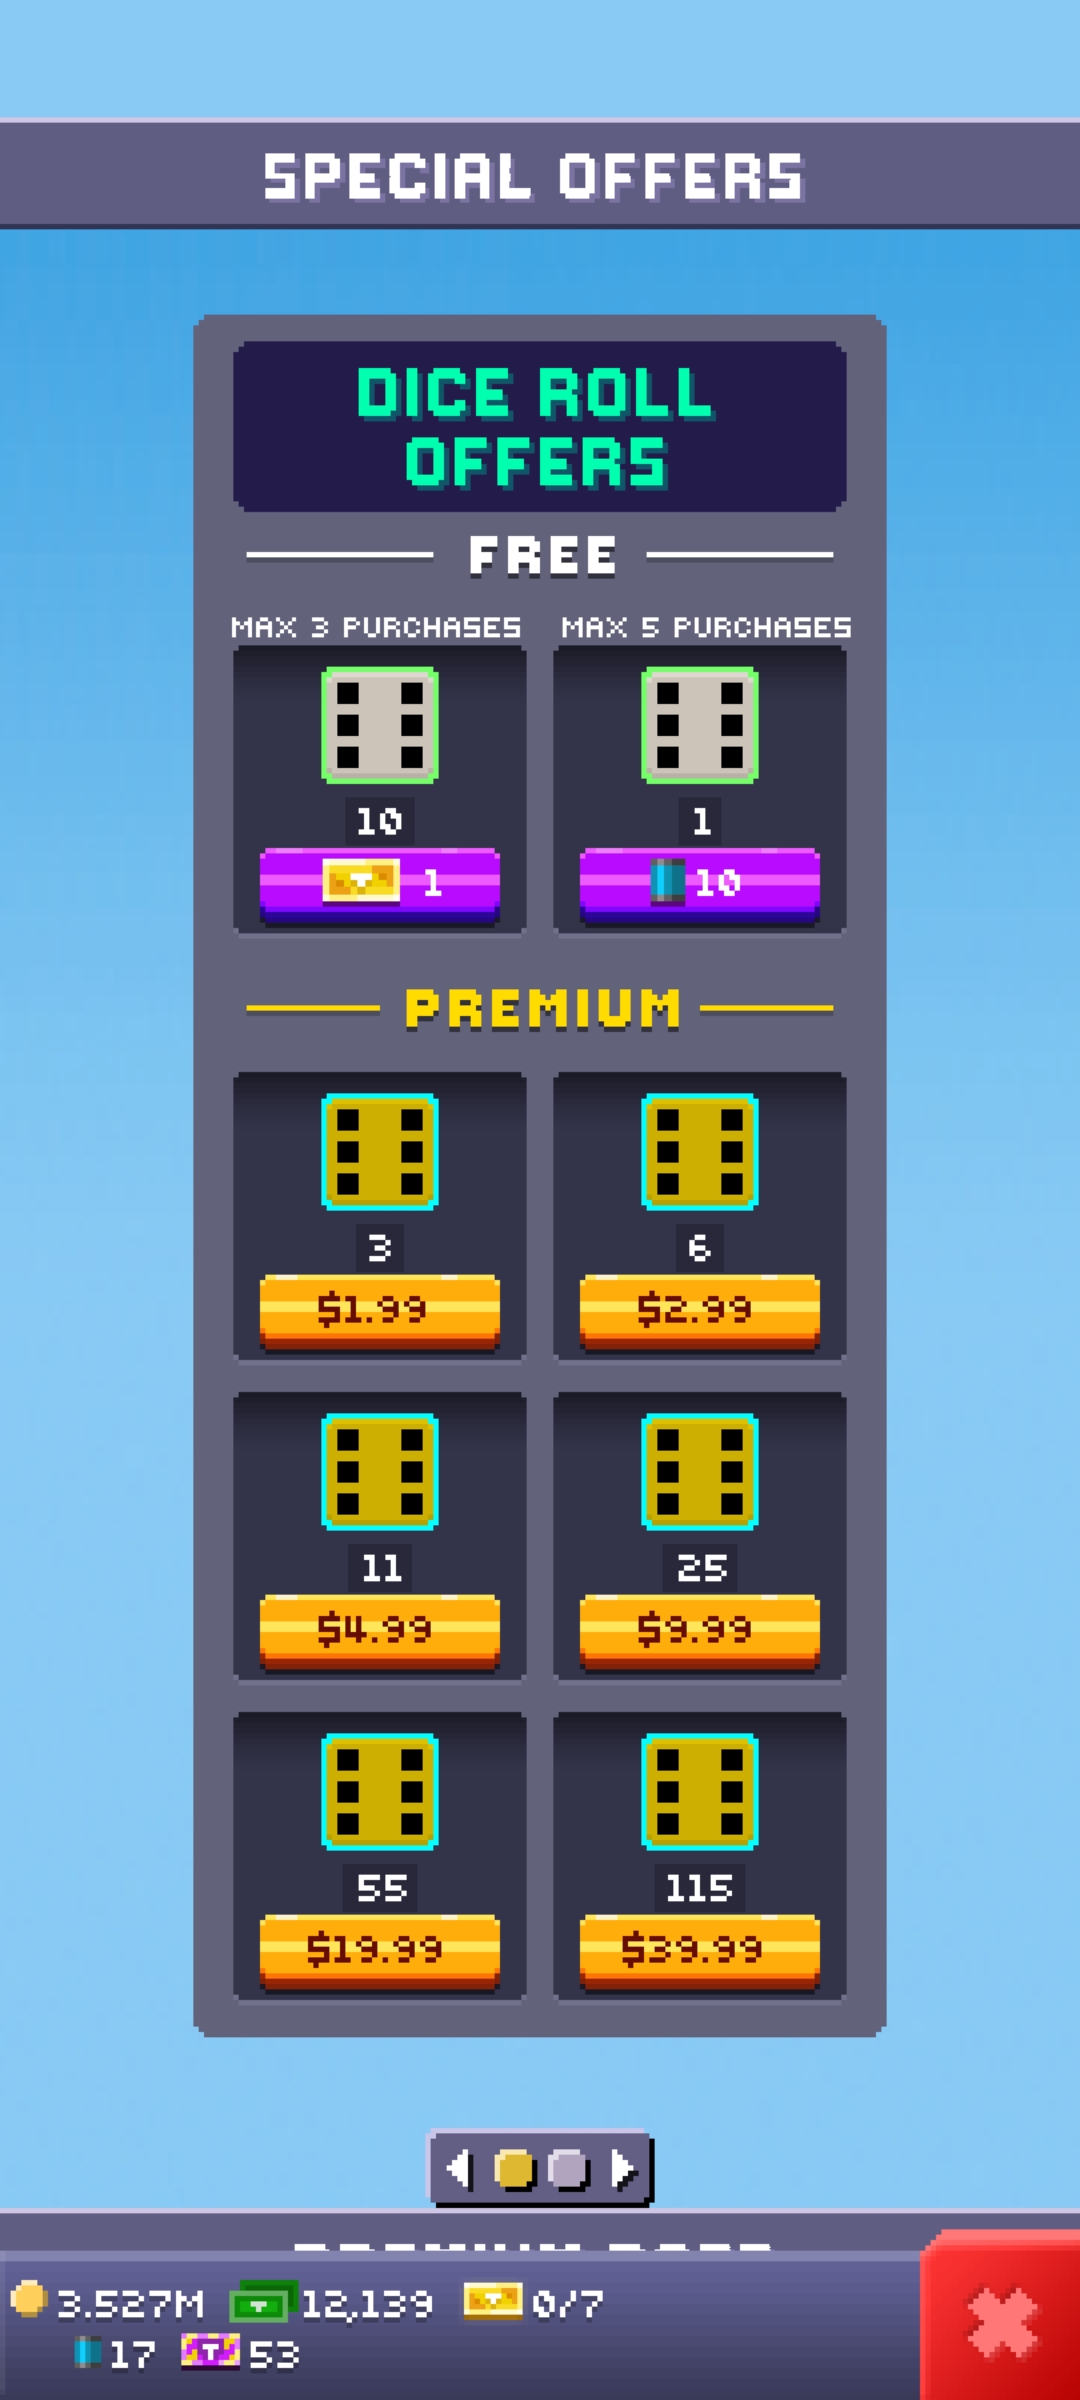 SPECIAL OFFERS
DICE ROLL
OFFERS
FREE
MAX 3 PURCHASES MAX 5 PURCHASES
10 1
1 10
PREMIUM
3 6
$1.99 $2.99
11 25
$4.99 $9.99
55 115
$19.99 $39.99
3.527M 12,139 0/7
17 53